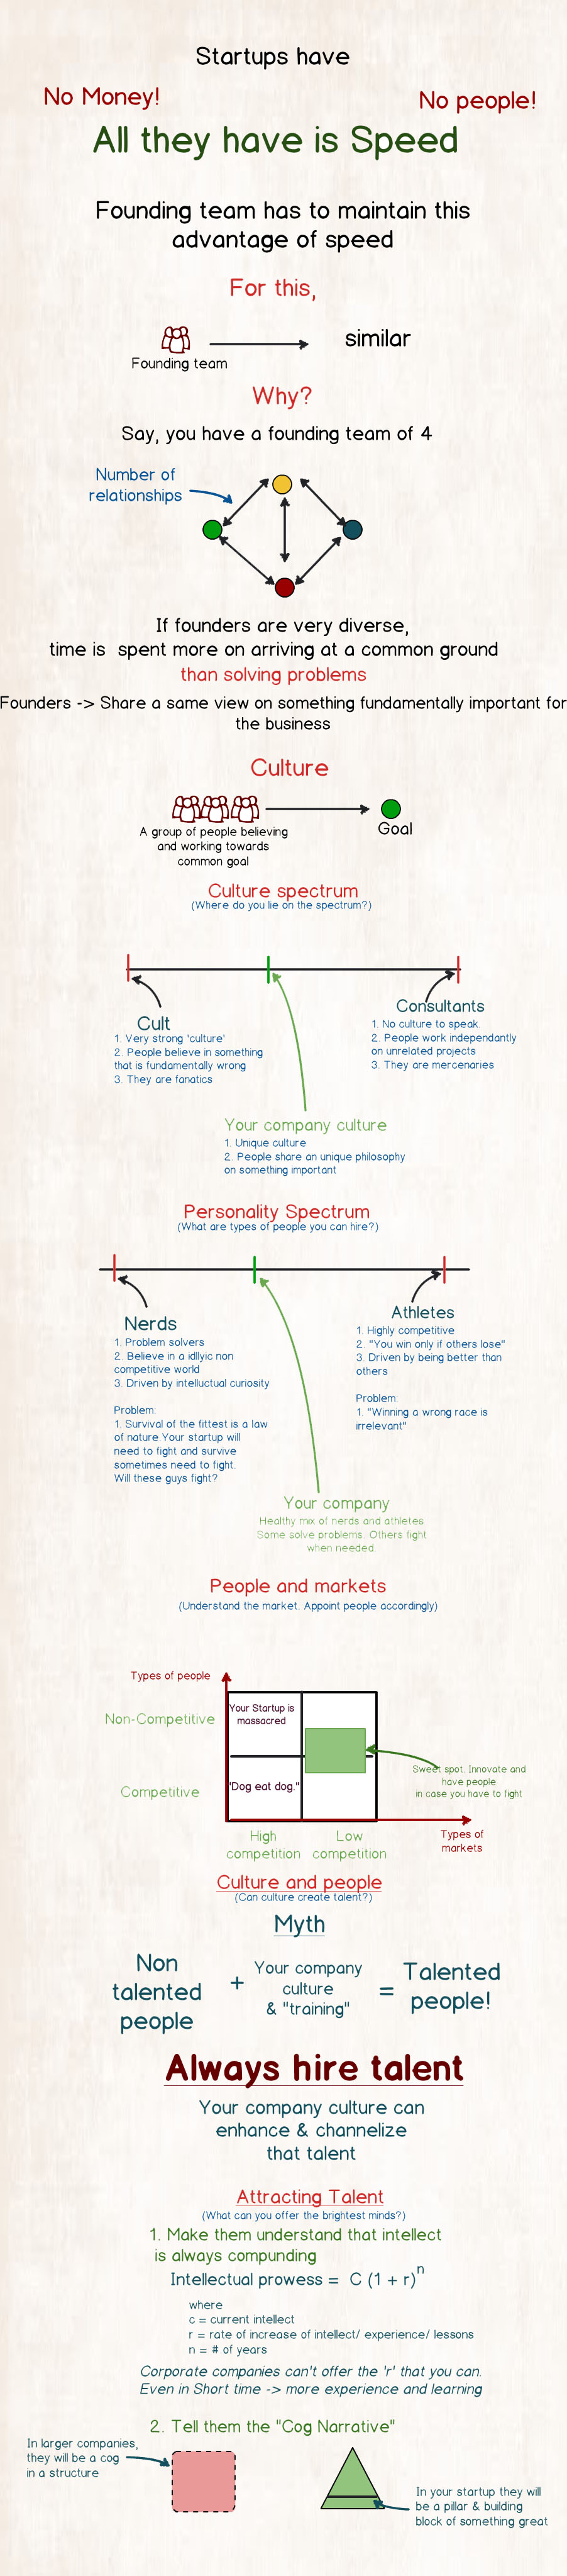 Startups have
No Money!
No people!
All they have is Speed
Founding team has to maintain this
advantage of speed
For this,
similar
Founding team
Why?
Say, you have a founding team of 4
Number of
relationships
If founders are very diverse,
time is spent more on arriving at a common ground
than solving problems
Founders -> Share a same view on something fundamentally important for
the business
Culture
A group of people believing
and working towards
common goal
Goal
Culture spectrum
(Where do you lie on the spectrum?)
Cult
1. Very strong 'culture'
2. People believe in something
that is fundamentally wrong
3. They are fanatics
Consultants
1. No culture to speak.
2. People work independantly
on unrelated projects
3. They are mercenaries
Your company culture
1. Unique culture
2. People share an unique philosophy
on something important
Personality Spectrum
(What are types of people you can hire?)
Nerds
1. Problem solvers
2. Believe in a idllyic non
competitive world
3. Driven by intelluctual curiosity
Problem:
1. Survival of the fittest is a law
of nature.Your startup will
need to fight and survive
sometimes need to fight.
Will these guys fight?
Athletes
1. Highly competitive
2. "You win only if others lose"
3. Driven by being better than
others
Problem:
1. "Winning a wrong race is
irrelevant"
Your company
Healthy mix of nerds and athletes
Some solve problems. Others fight
when needed.
People and markets
(Understand the market. Appoint people accordingly)
Types of people
Non-Competitive
Your Startup is
massacred
Competitive
"Dog eat dog."
Sweet spot. Innovate and
have people
in case you have to fight
High
competition
Low
competition
Types of
markets
Culture and people
(Can culture create talent?)
Myth
Non
talented
people
+
Your company
culture
& "training"
=
Talented
people!
Always hire talent
Your company culture can
enhance & channelize
that talent
Attracting Talent
(What can you offer the brightest minds?)
1. Make them understand that intellect
is always compunding
Intellectual prowess = C (1 + r)^n
where
c = current intellect
r = rate of increase of intellect/ experience/ lessons
n = # of years
Corporate companies can't offer the 'r' that you can.
Even in Short time -> more experience and learning
2. Tell them the "Cog Narrative"
In larger companies,
they will be a cog
in a structure
In your startup they will
be a pillar & building
block of something great